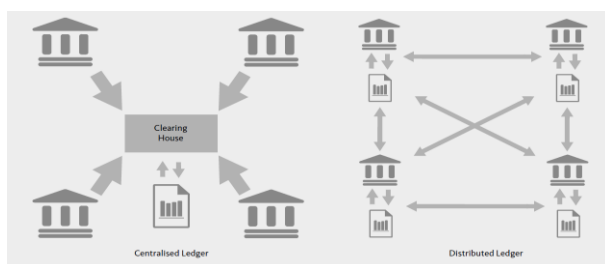 Clearing
House
Centralised Ledger
Distributed Ledger